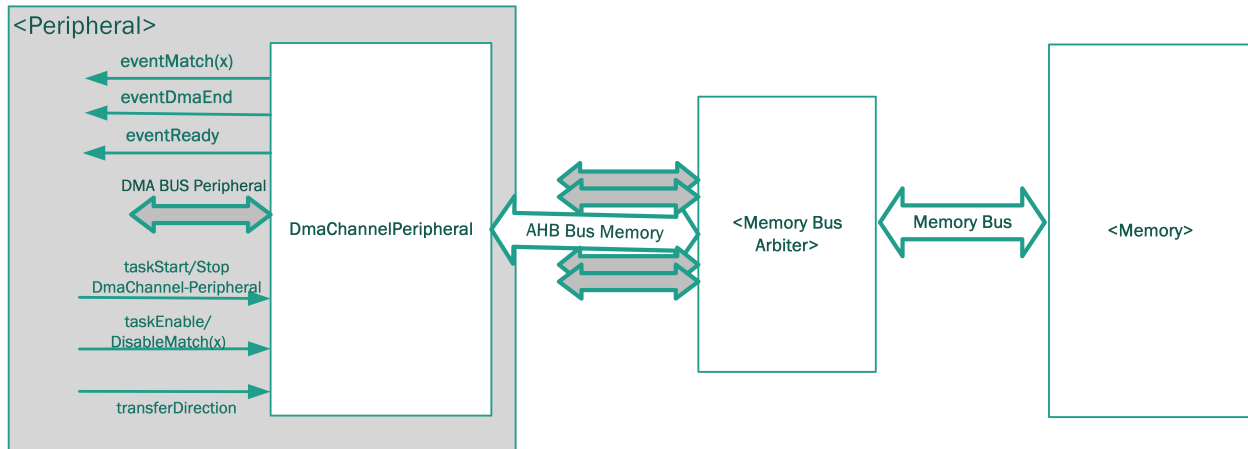 <Peripheral>
eventMatch(x)
eventDmaEnd
eventReady
DMA BUS Peripheral
taskStart/Stop
DmaChannel-Peripheral
taskEnable/
DisableMatch(x)
transferDirection
DmaChannelPeripheral
AHB Bus Memory
<Memory Bus
Arbiter>
Memory Bus
<Memory>